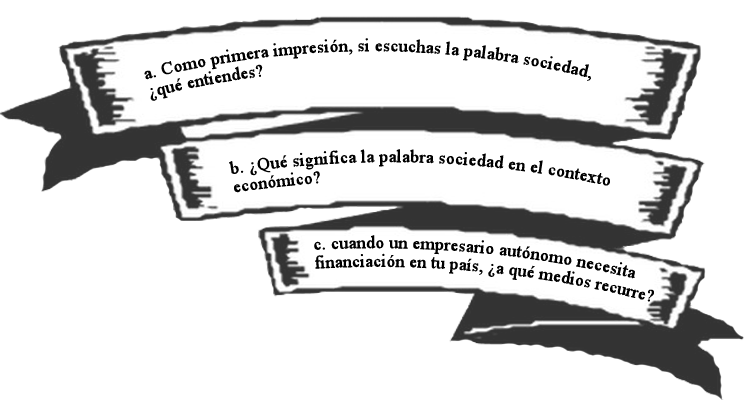 a. Como primera impresión, si escuchas la palabra sociedad,
¿qué entiendes?
b. ¿Qué significa la palabra sociedad en el contexto
económico?
c. cuando un empresario autónomo necesita
financiación en tu país, ¿a qué medios recurre?